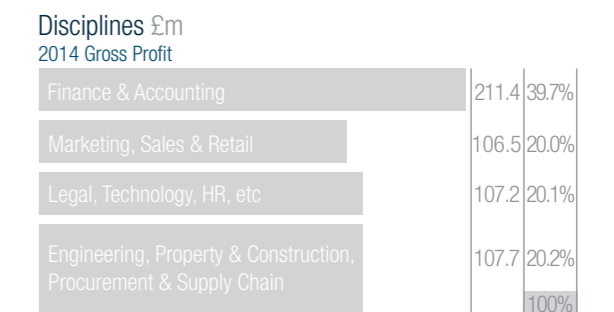 Disciplines £m
2014 Gross Profit
Finance & Accounting 211.4 39.7%
Marketing, Sales & Retail 106.5 20.0%
Legal, Technology, HR, etc 107.2 20.1%
Engineering, Property & Construction,
Procurement & Supply Chain 107.7 20.2%
100%